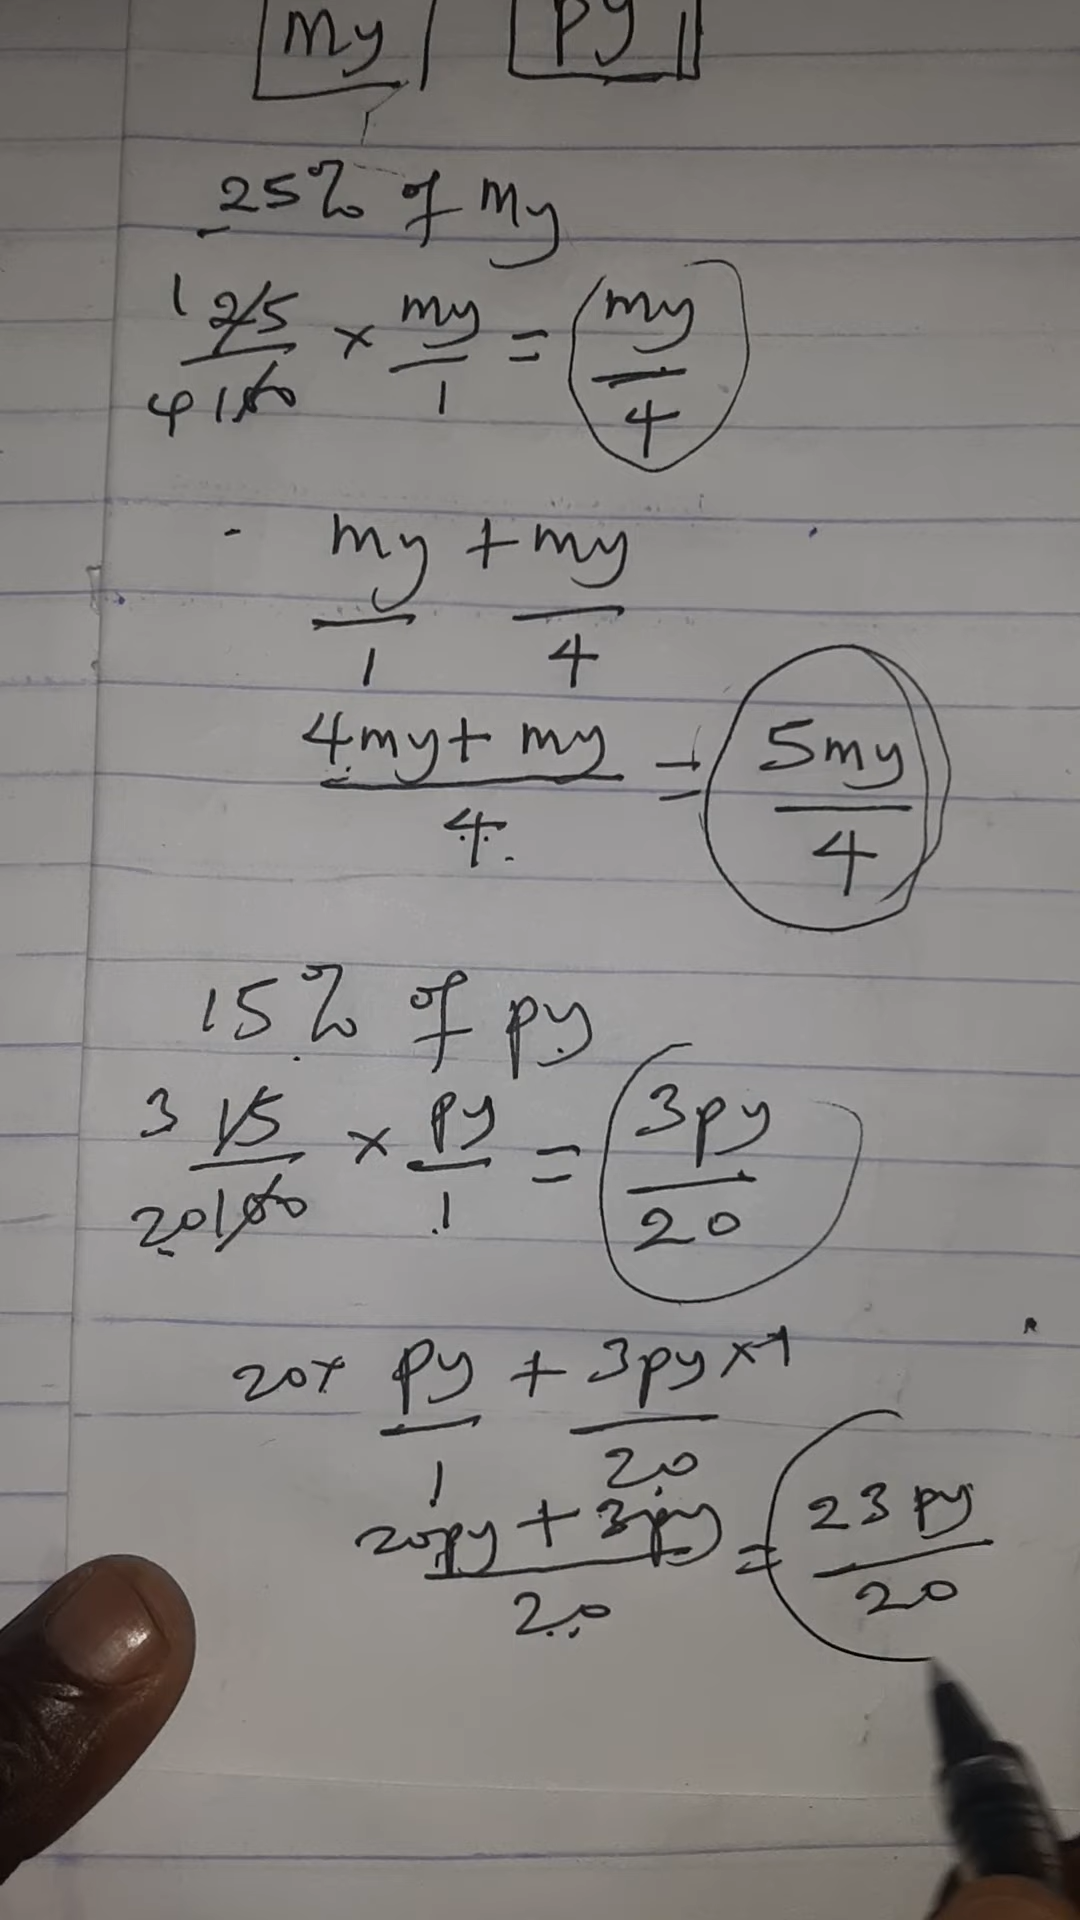 my py
25% of my
1 25/4 100 × my/1 = my/4
my/1 + my/4
4my + my/4 = 5my/4
15% of py
3 15/20 100 × py/1 = 3py/20
20× py/1 + 3py×1/20
20py + 3py/20 = 23py/20